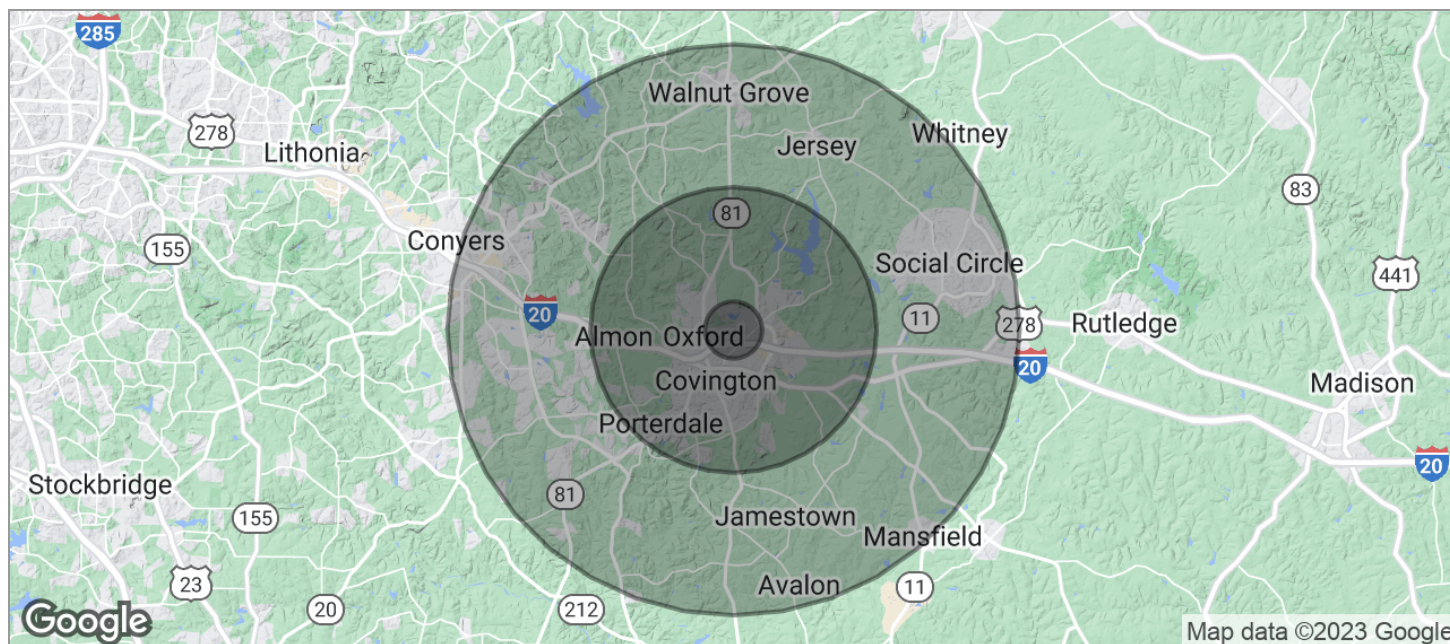 285
Walnut Grove
Whitney
278
Jersey
Lithonia
83
81
155
Conyers
Social Circle
441
20
11
278
Rutledge
Almon
Oxford
20
Covington
Madison
Porterdale
20
Stockbridge
81
155
Jamestown
Mansfield
23
Avalon
11
20
212
Google
Map data ©2023 Google